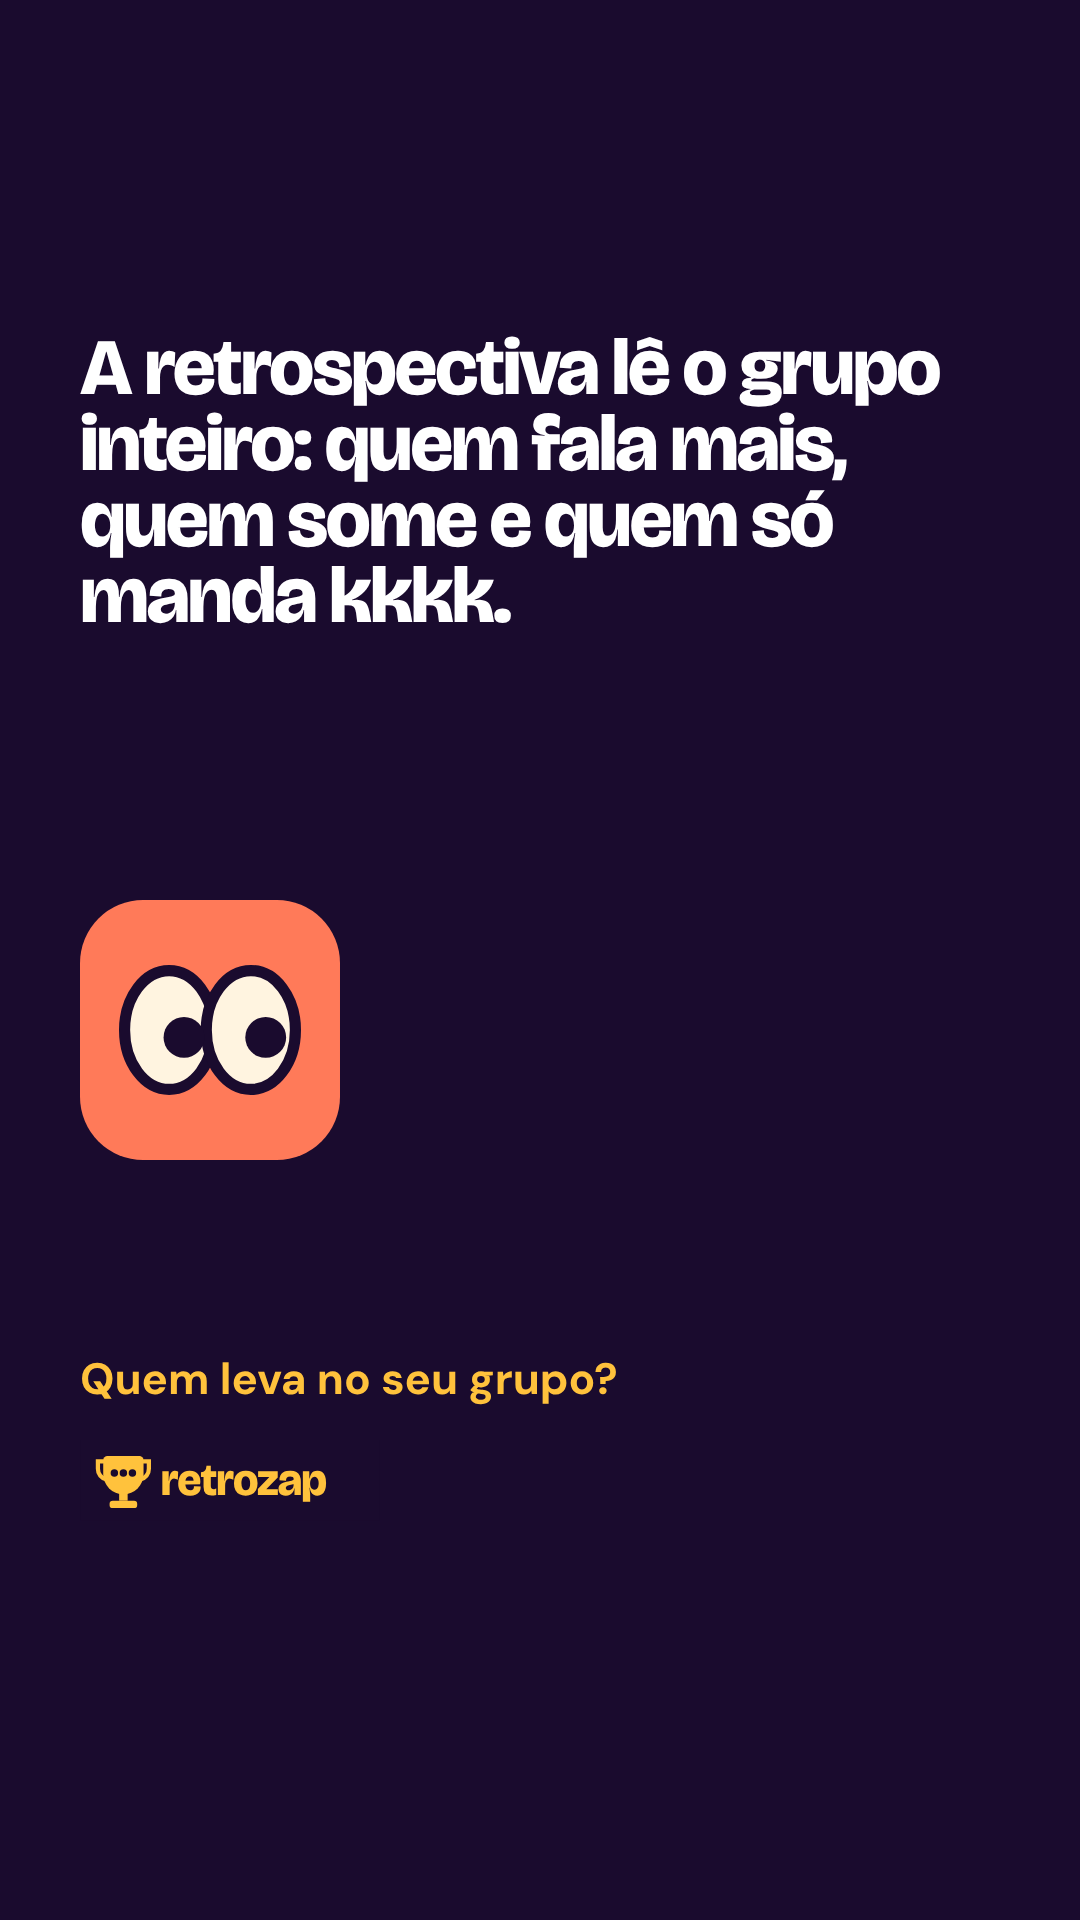 A retrospectiva lê o grupo
inteiro: quem fala mais,
quem some e quem só
manda kkkk.
Quem leva no seu grupo?
retrozap